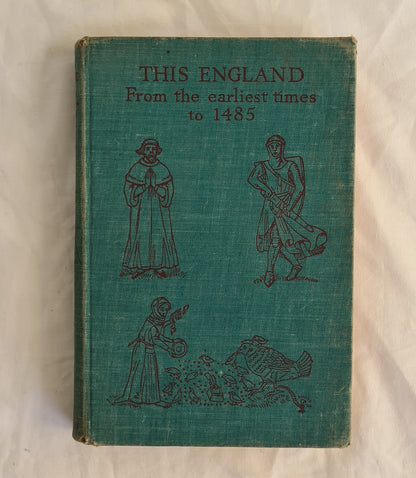 THIS ENGLAND
From the earliest times
to 1485